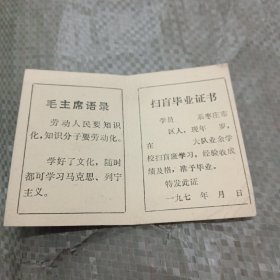 毛主席语录
劳动人民要知识
化，知识分子要劳动化。
学好了文化，随时
都可学习马克思、列宁
主义。
扫盲毕业证书
学员　　系枣庄市
区人，现年　岁，
在　　大队业余学
校扫盲班学习，经验收成
绩及格，准予毕业。
特发此证
一九七　年　月　日